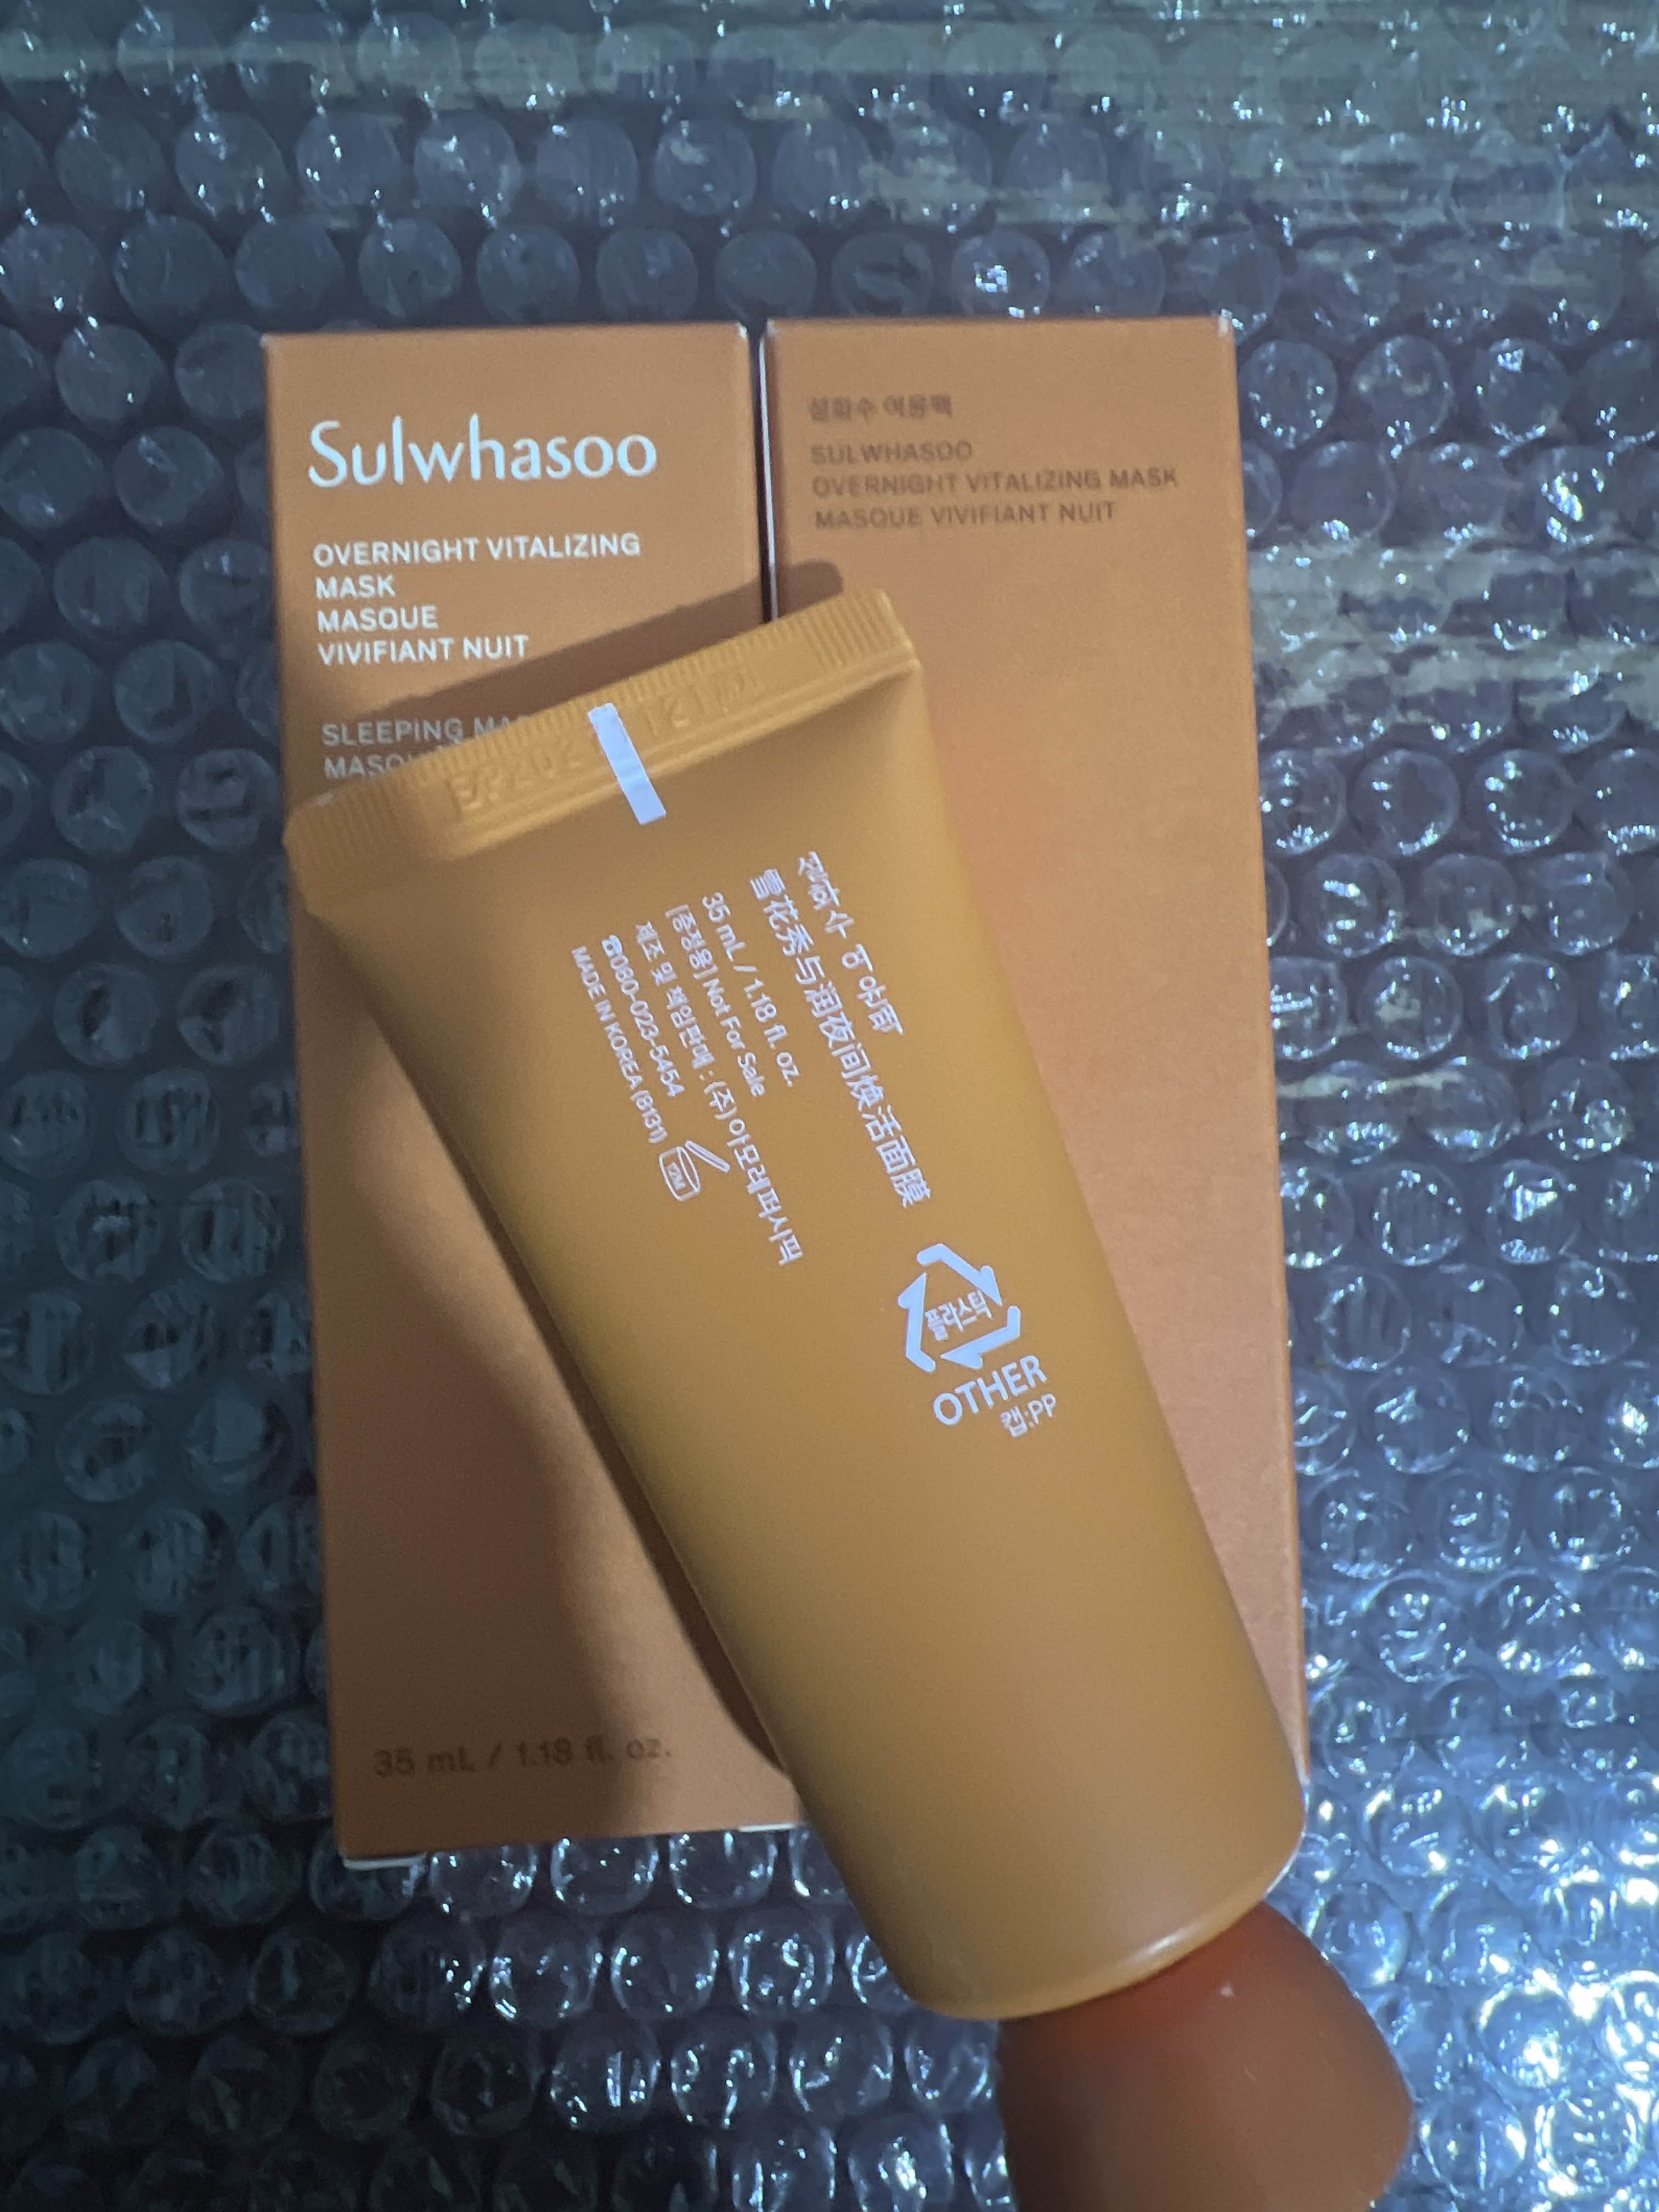 Sulwhasoo
OVERNIGHT VITALIZING
MASK
MASQUE
VIVIFIANT NUIT
SLEEPING
35 mL / 1.18 fl. oz.
설화수 여윤팩
SULWHASOO
OVERNIGHT VITALIZING MASK
MASQUE VIVIFIANT NUIT
雪花秀与润夜间焕活面膜
35 mL / 1.18 fl. oz.
[증정용] Not For Sale
제조 및 책임판매 : (주)아모레퍼시픽
☎080-023-5454
MADE IN KOREA (8131)
12M
플라스틱
OTHER
캡:PP